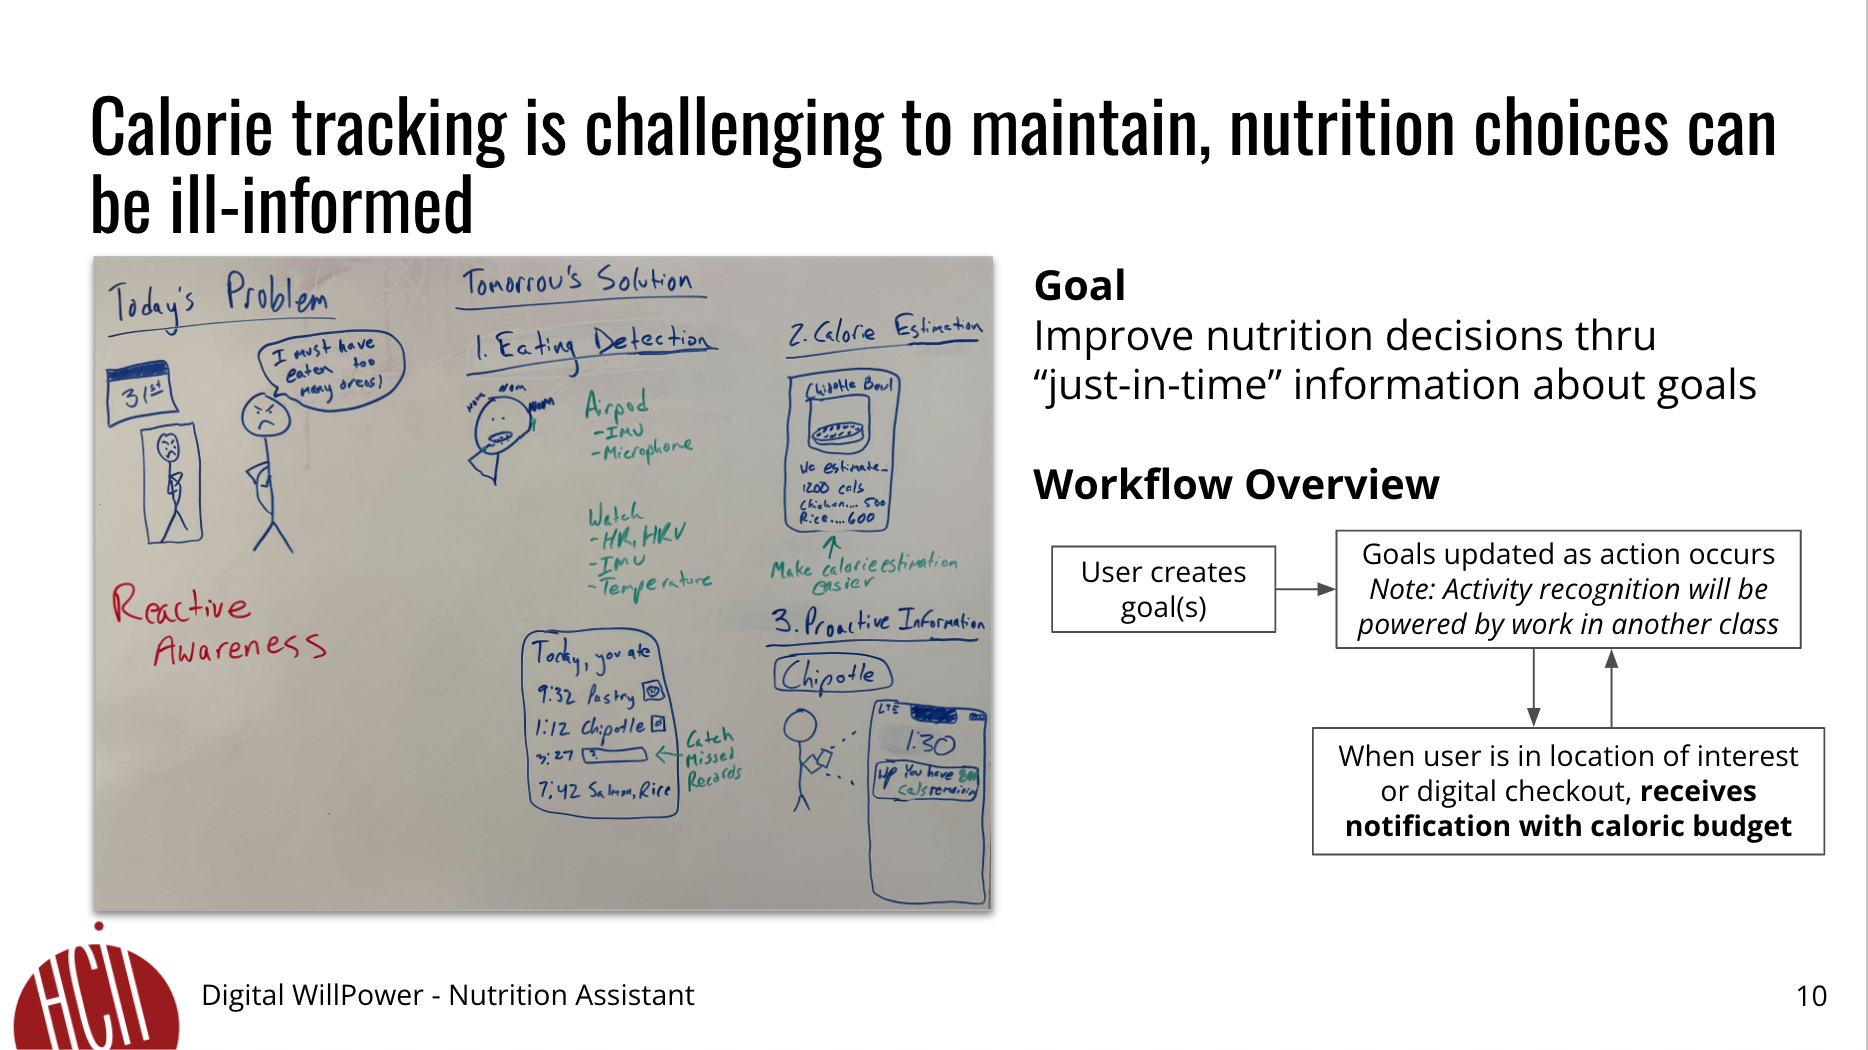 Calorie tracking is challenging to maintain, nutrition choices can
be ill-informed
Today's Problem
31st
I must have
eaten too
many oreos!
Reactive
Awareness
Tomorrow's Solution
1. Eating Detection
Nom
Nom
Nom
Airpod
-IMU
-Microphone
Watch
-HR, HRV
-IMU
-Temperature
Today, you ate
9:32 Pastry
1:12 Chipotle
3:27 ?
7:42 Salmon, Rice
Catch
Missed
Records
2. Calorie Estimation
Chipotle Bowl
We estimate...
1200 cals
Chicken.... 500
Rice.... 600
Make calorie estimation
easier
3. Proactive Information
Chipotle
LTE
1:30
WP You have
cals remaining
Goal
Improve nutrition decisions thru
“just-in-time” information about goals
Workflow Overview
User creates
goal(s)
Goals updated as action occurs
Note: Activity recognition will be
powered by work in another class
When user is in location of interest
or digital checkout, receives
notification with caloric budget
HCII
Digital WillPower - Nutrition Assistant
10